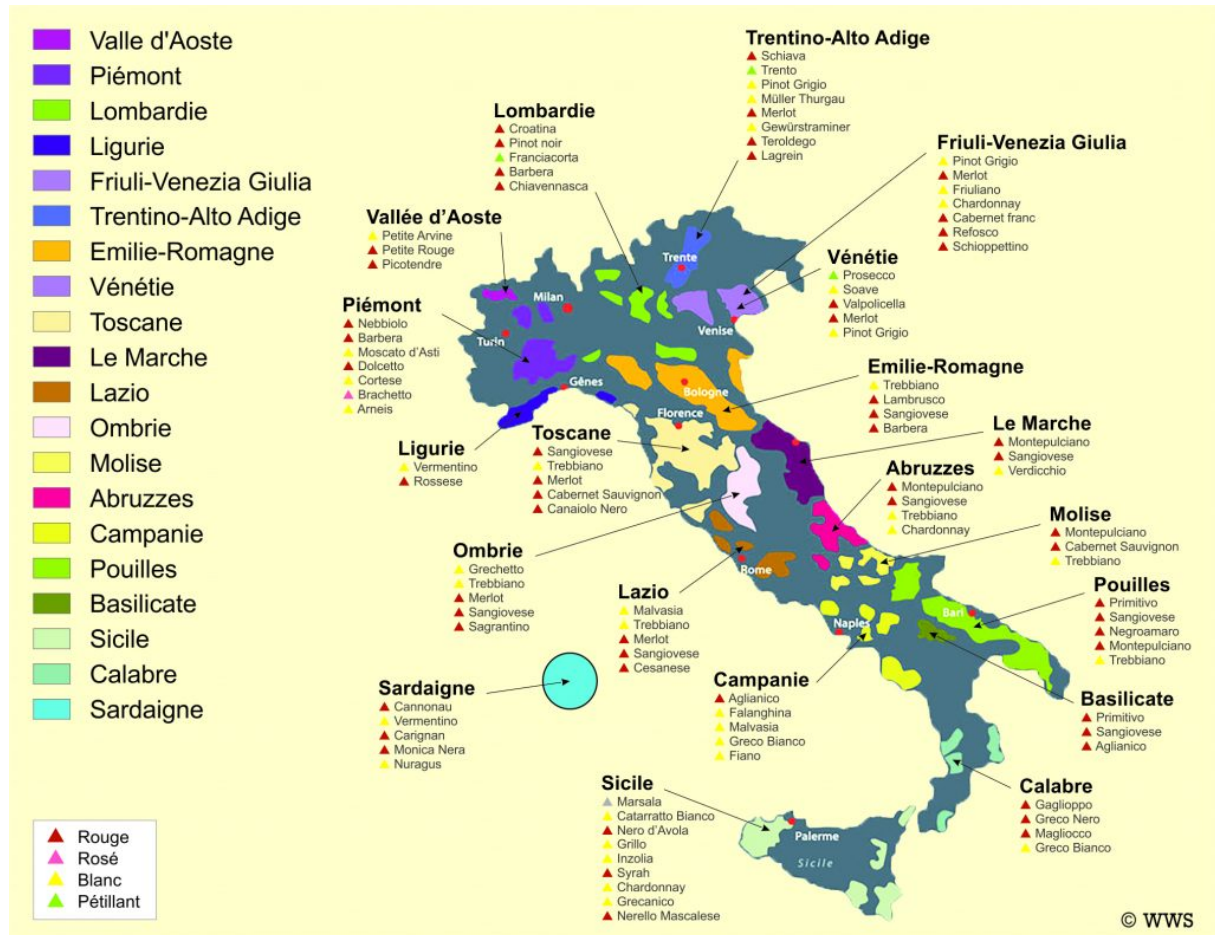 Valle d'Aoste
Piémont
Lombardie
Ligurie
Friuli-Venezia Giulia
Trentino-Alto Adige
Emilie-Romagne
Vénétie
Toscane
Le Marche
Lazio
Ombrie
Molise
Abruzzes
Campanie
Pouilles
Basilicate
Sicile
Calabre
Sardaigne
Rouge
Rosé
Blanc
Pétillant
Trentino-Alto Adige
Schiava
Trento
Pinot Grigio
Müller Thurgau
Merlot
Gewürstraminer
Teroldego
Lagrein
Lombardie
Croatina
Pinot noir
Franciacorta
Barbera
Chiavennasca
Friuli-Venezia Giulia
Pinot Grigio
Merlot
Friuliano
Chardonnay
Cabernet franc
Refosco
Schioppettino
Vallée d'Aoste
Petite Arvine
Petite Rouge
Picotendre
Vénétie
Prosecco
Soave
Valpolicella
Merlot
Pinot Grigio
Piémont
Nebbiolo
Barbera
Moscato d'Asti
Dolcetto
Cortese
Brachetto
Arneis
Emilie-Romagne
Trebbiano
Lambrusco
Sangiovese
Barbera
Le Marche
Montepulciano
Sangiovese
Verdicchio
Ligurie
Vermentino
Rossese
Toscane
Sangiovese
Trebbiano
Merlot
Cabernet Sauvignon
Canaiolo Nero
Abruzzes
Montepulciano
Sangiovese
Trebbiano
Chardonnay
Molise
Montepulciano
Cabernet Sauvignon
Trebbiano
Ombrie
Grechetto
Trebbiano
Merlot
Sangiovese
Sagrantino
Lazio
Malvasia
Trebbiano
Merlot
Sangiovese
Cesanese
Pouilles
Primitivo
Sangiovese
Negroamaro
Montepulciano
Trebbiano
Sardaigne
Cannonau
Vermentino
Carignan
Monica Nera
Nuragus
Campanie
Aglianico
Falanghina
Malvasia
Greco Bianco
Fiano
Basilicate
Primitivo
Sangiovese
Aglianico
Sicile
Marsala
Catarratto Bianco
Nero d'Avola
Grillo
Inzolia
Syrah
Chardonnay
Grecanico
Nerello Mascalese
Calabre
Gaglioppo
Greco Nero
Magliocco
Greco Bianco
Trente
Milan
Venise
Turin
Gênes
Bologne
Florence
Rome
Naples
Bari
Palerme
Sicile
© WWS